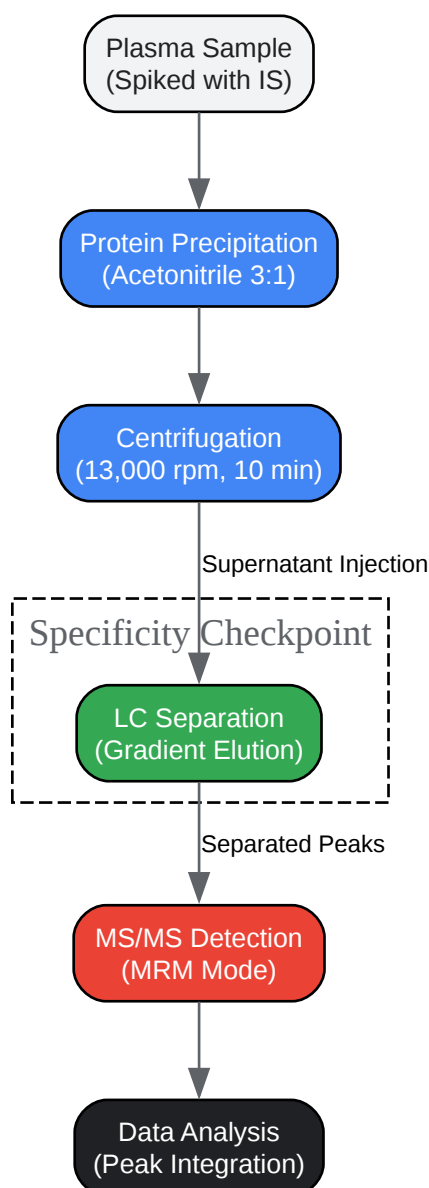 Plasma Sample
(Spiked with IS)
Protein Precipitation
(Acetonitrile 3:1)
Centrifugation
(13,000 rpm, 10 min)
Supernatant Injection
Specificity Checkpoint
LC Separation
(Gradient Elution)
Separated Peaks
MS/MS Detection
(MRM Mode)
Data Analysis
(Peak Integration)